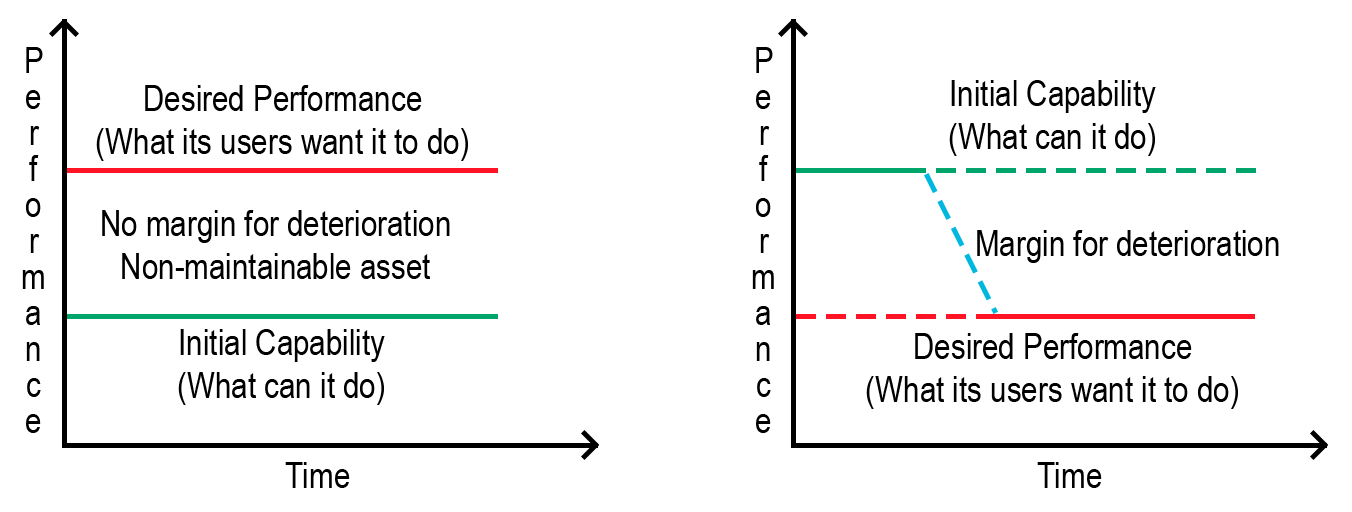 Performance
Desired Performance
(What its users want it to do)
No margin for deterioration
Non-maintainable asset
Initial Capability
(What can it do)
Time
Performance
Initial Capability
(What can it do)
Margin for deterioration
Desired Performance
(What its users want it to do)
Time